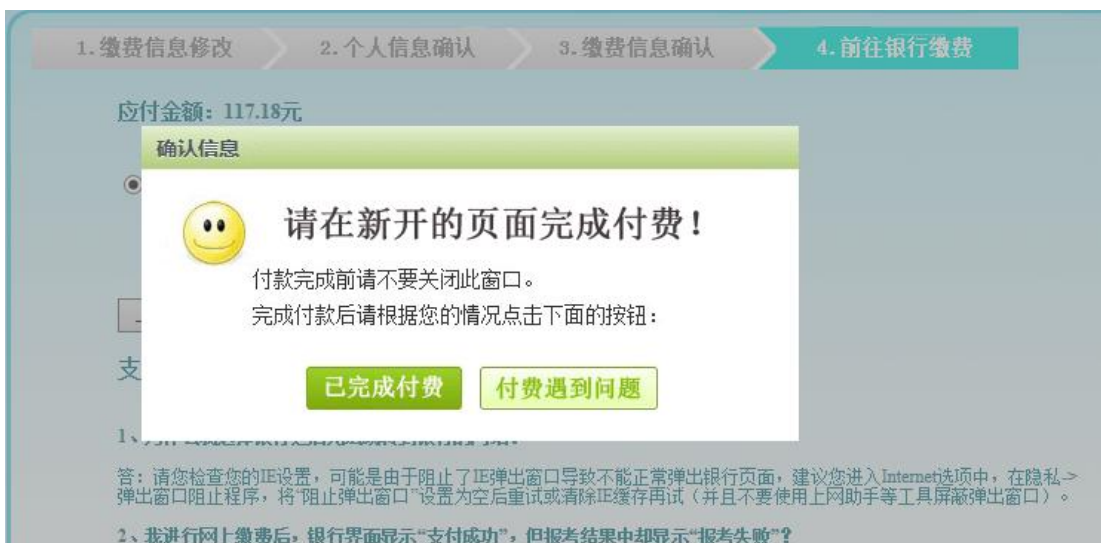 1.缴费信息修改
2.个人信息确认
3.缴费信息确认
4.前往银行缴费
应付金额：117.18元
确认信息
请在新开的页面完成付费！
付款完成前请不要关闭此窗口。
完成付款后请根据您的情况点击下面的按钮：
已完成付费
付费遇到问题
支
1、
答：请您检查您的IE设置，可能是由于阻止了IE弹出窗口导致不能正常弹出银行页面，建议您进入Internet选项中，在隐私->
弹出窗口阻止程序，将“阻止弹出窗口”设置为空后重试或清除IE缓存再试（并且不要使用上网助手等工具屏蔽弹出窗口）。
2、我进行网上缴费后，银行界面显示“支付成功”，但报考结果中却显示“报考失败”？